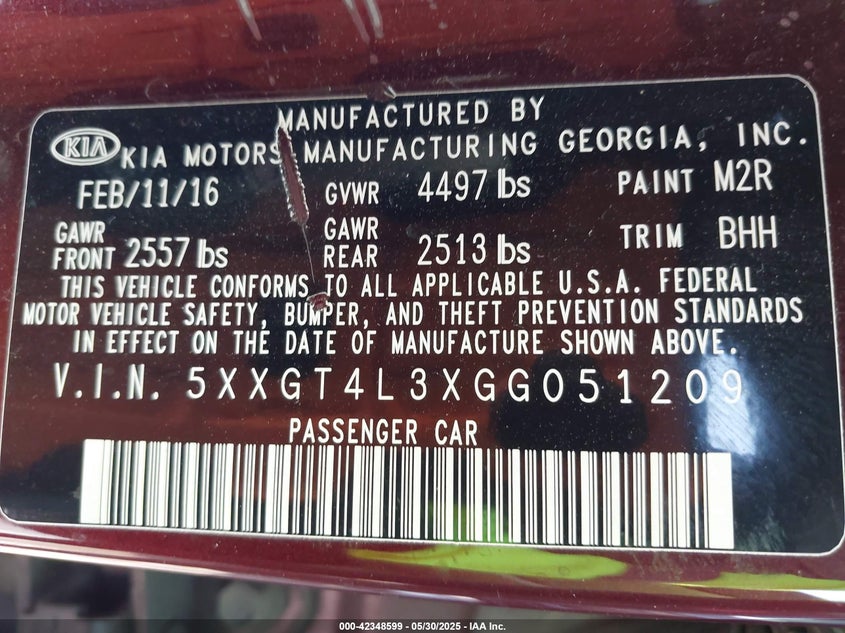 MANUFACTURED BY
KIA KIA MOTORS MANUFACTURING GEORGIA, INC.
FEB/11/16 GVWR 4497 lbs PAINT M2R
GAWR FRONT 2557 lbs GAWR REAR 2513 lbs TRIM BHH
THIS VEHICLE CONFORMS TO ALL APPLICABLE U.S.A. FEDERAL
MOTOR VEHICLE SAFETY, BUMPER, AND THEFT PREVENTION STANDARDS
IN EFFECT ON THE DATE OF MANUFACTURE SHOWN ABOVE.
V.I.N. 5XXGT4L3XGG051209
PASSENGER CAR
000-42348599 - 05/30/2025 - IAA Inc.